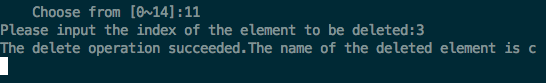 Choose from [0~14]:11
Please input the index of the element to be deleted:3
The delete operation succeeded.The name of the deleted element is c